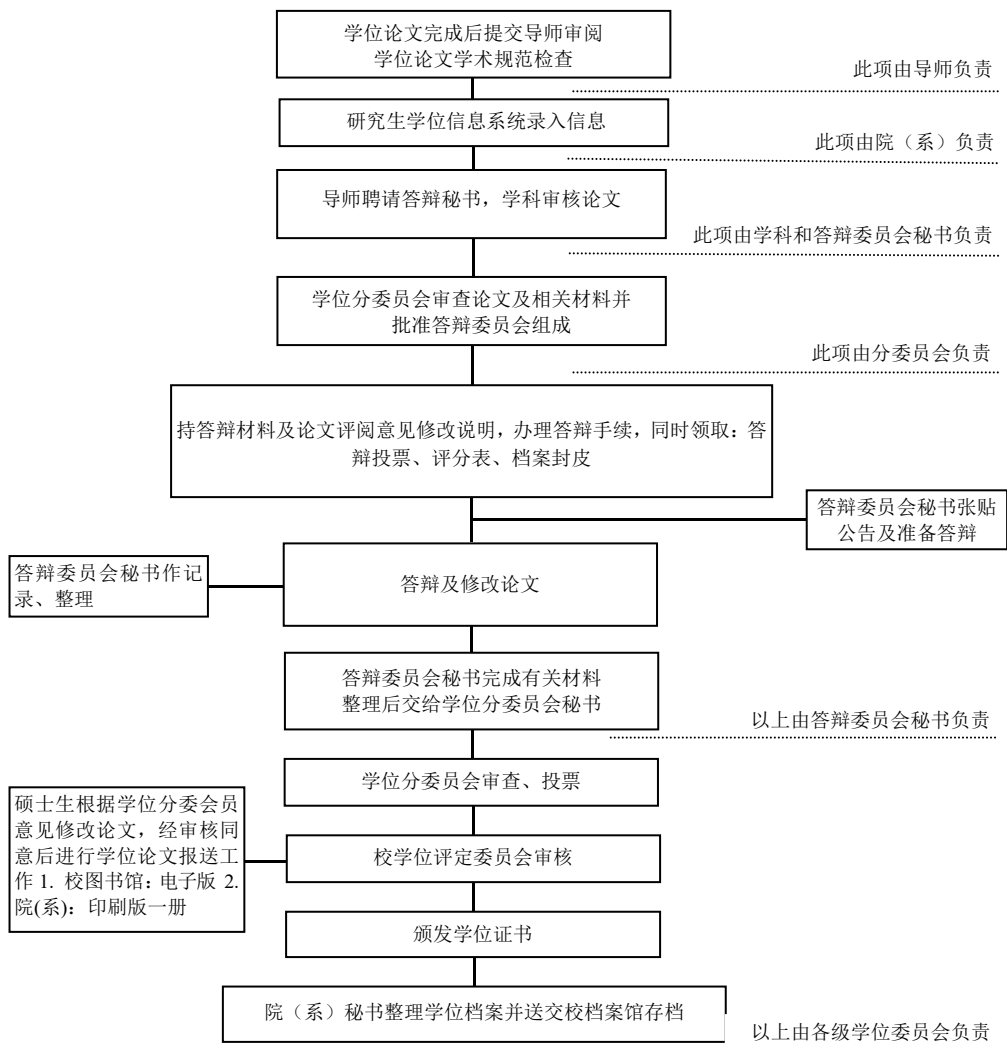 学位论文完成后提交导师审阅
学位论文学术规范检查
此项由导师负责
研究生学位信息系统录入信息
此项由院（系）负责
导师聘请答辩秘书，学科审核论文
此项由学科和答辩委员会秘书负责
学位分委员会审查论文及相关材料并
批准答辩委员会组成
此项由分委员会负责
持答辩材料及论文评阅意见修改说明，办理答辩手续，同时领取：答
辩投票、评分表、档案封皮
答辩委员会秘书张贴
公告及准备答辩
答辩委员会秘书作记
录、整理
答辩及修改论文
答辩委员会秘书完成有关材料
整理后交给学位分委员会秘书
以上由答辩委员会秘书负责
学位分委员会审查、投票
硕士生根据学位分委会员
意见修改论文，经审核同
意后进行学位论文报送工
作 1. 校图书馆：电子版 2.
院(系)：印刷版一册
校学位评定委员会审核
颁发学位证书
院（系）秘书整理学位档案并送交校档案馆存档
以上由各级学位委员会负责